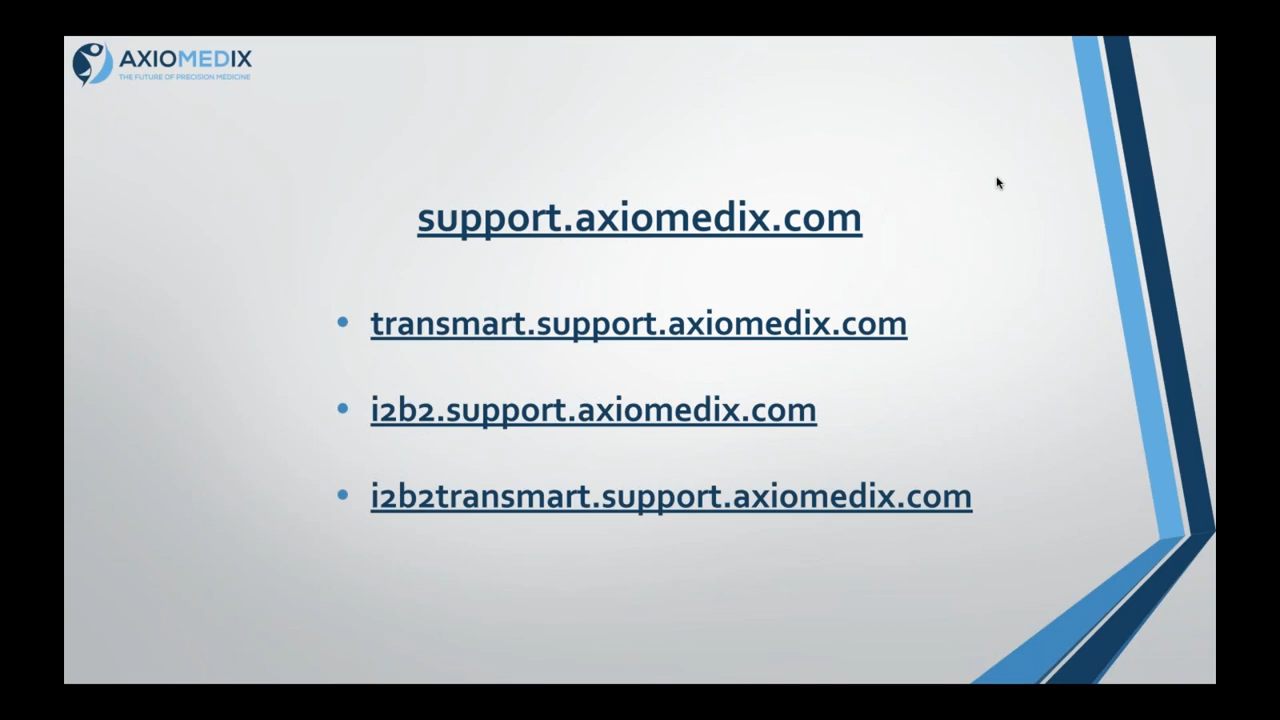 AXIOMEDIX
THE FUTURE OF PRECISION MEDICINE
support.axiomedix.com
• transmart.support.axiomedix.com
• i2b2.support.axiomedix.com
• i2b2transmart.support.axiomedix.com